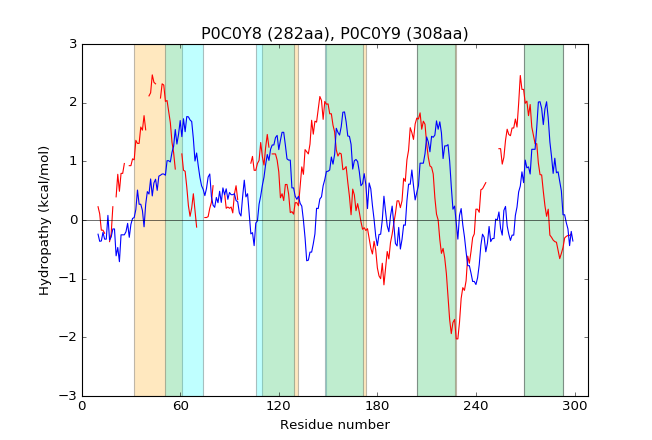 P0C0Y8 (282aa), P0C0Y9 (308aa)
Hydropathy (kcal/mol)
3
2
1
0
−1
−2
−3
0 60 120 180 240 300
Residue number